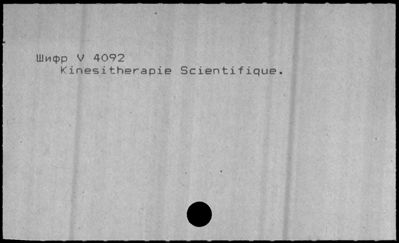 Шифр V 4092
Kinesitherapie Scientifique.